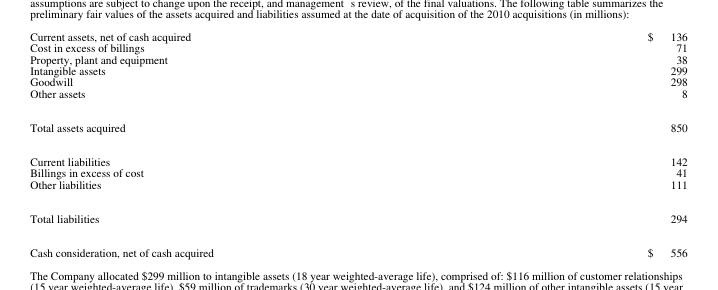 assumptions are subject to change upon the receipt, and management s review, of the final valuations. The following table summarizes the
preliminary fair values of the assets acquired and liabilities assumed at the date of acquisition of the 2010 acquisitions (in millions):
Current assets, net of cash acquired $ 136
Cost in excess of billings 71
Property, plant and equipment 38
Intangible assets 299
Goodwill 298
Other assets 8
Total assets acquired 850
Current liabilities 142
Billings in excess of cost 41
Other liabilities 111
Total liabilities 294
Cash consideration, net of cash acquired $ 556
The Company allocated $299 million to intangible assets (18 year weighted-average life), comprised of: $116 million of customer relationships
(15 year weighted-average life), $59 million of trademarks (30 year weighted-average life), and $124 million of other intangible assets (15 year